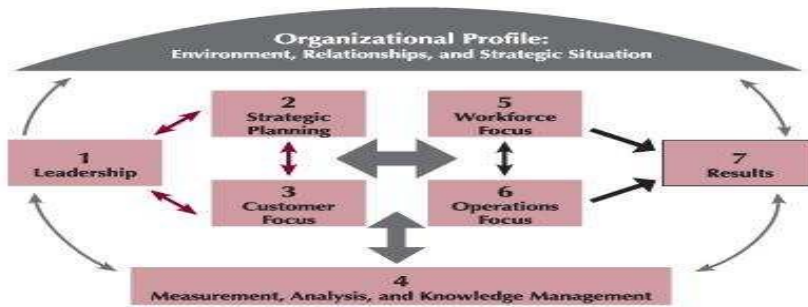 Organizational Profile:
Environment, Relationships, and Strategic Situation
2
Strategic
Planning
5
Workforce
Focus
1
Leadership
7
Results
3
Customer
Focus
6
Operations
Focus
4
Measurement, Analysis, and Knowledge Management